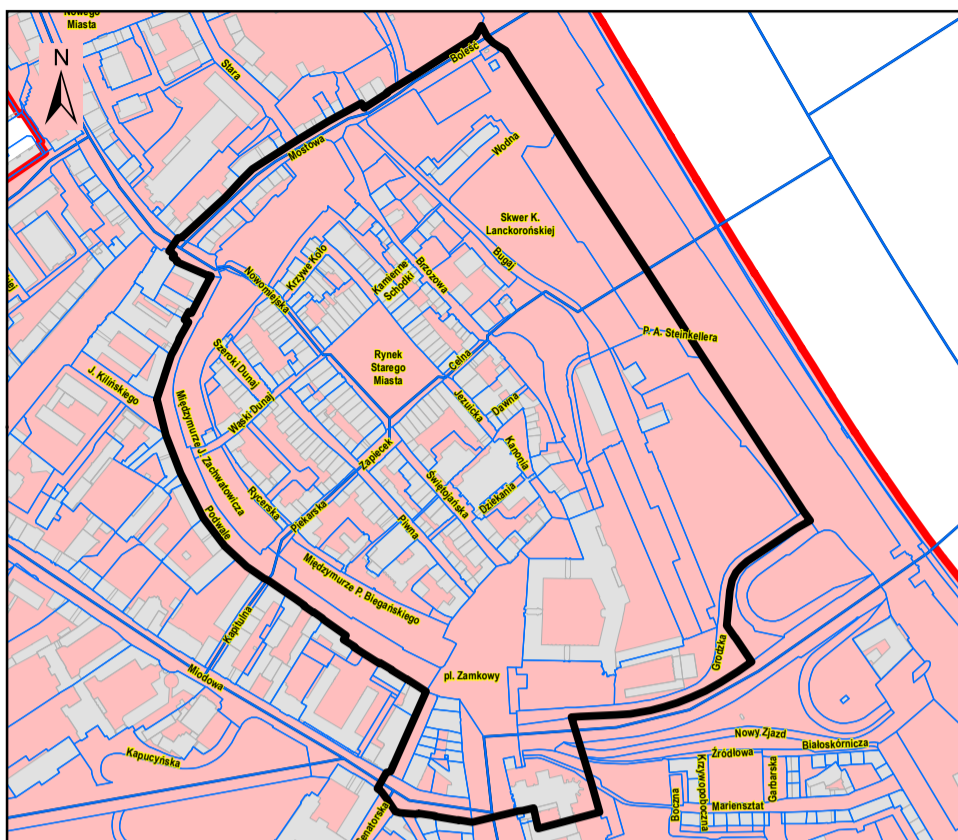 Nowego
Miasta
N
Stara
Boleść
Mostowa
Wodna
Skwer K.
Lanckorońskiej
Bugaj
Krzywe Koło
Kamienne
Schodki
Brzozowa
Nowomiejska
P. A. Steinkellera
Rynek
Starego
Miasta
Celna
Szeroki Dunaj
J. Kilińskiego
Wąski Dunaj
Jezuicka
Dawna
Międzymurze J. Zachwatowicza
Zapiecek
Kanonia
Świętojańska
Dziekania
Rycerska
Piekarska
Piwna
Podwale
Międzymurze P. Biegańskiego
Kapitulna
Grodzka
Miodowa
pl. Zamkowy
Kapucyńska
Nowy Zjazd
Źródłowa
Białoskórnicza
Boczna
Krzywopoboczna
Garbarska
Mariensztat
Senatorska